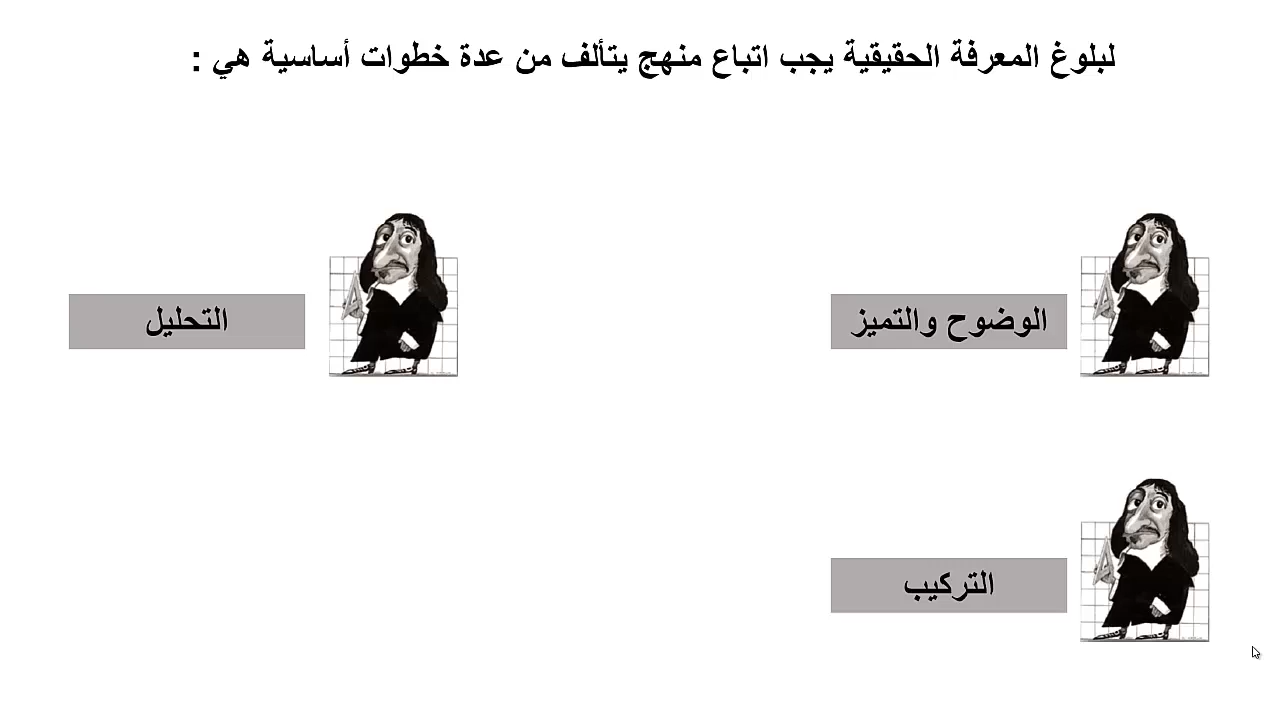 لبلوغ المعرفة الحقيقية يجب اتباع منهج يتألف من عدة خطوات أساسية هي :
الوضوح والتميز
التحليل
التركيب